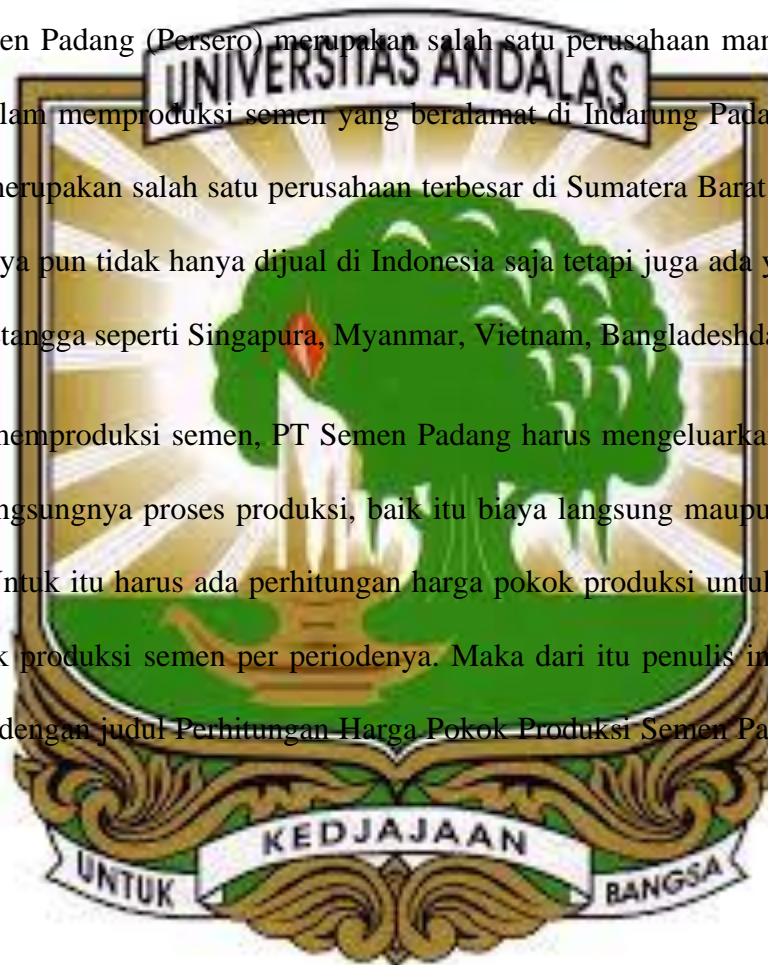 en Padang (Persero) merupakan salah satu perusahaan man
UNIVERSITAS ANDALAS
lam memproduksi semen yang beralamat di Indarung Pada
merupakan salah satu perusahaan terbesar di Sumatera Barat
ya pun tidak hanya dijual di Indonesia saja tetapi juga ada y
tangga seperti Singapura, Myanmar, Vietnam, Bangladeshda
memproduksi semen, PT Semen Padang harus mengeluarkan
ngsungnya proses produksi, baik itu biaya langsung maupu
Untuk itu harus ada perhitungan harga pokok produksi untuk
k produksi semen per periodenya. Maka dari itu penulis in
dengan judul Perhitungan Harga Pokok Produksi Semen Pa
KEDJAJAAN
UNTUK BANGSA